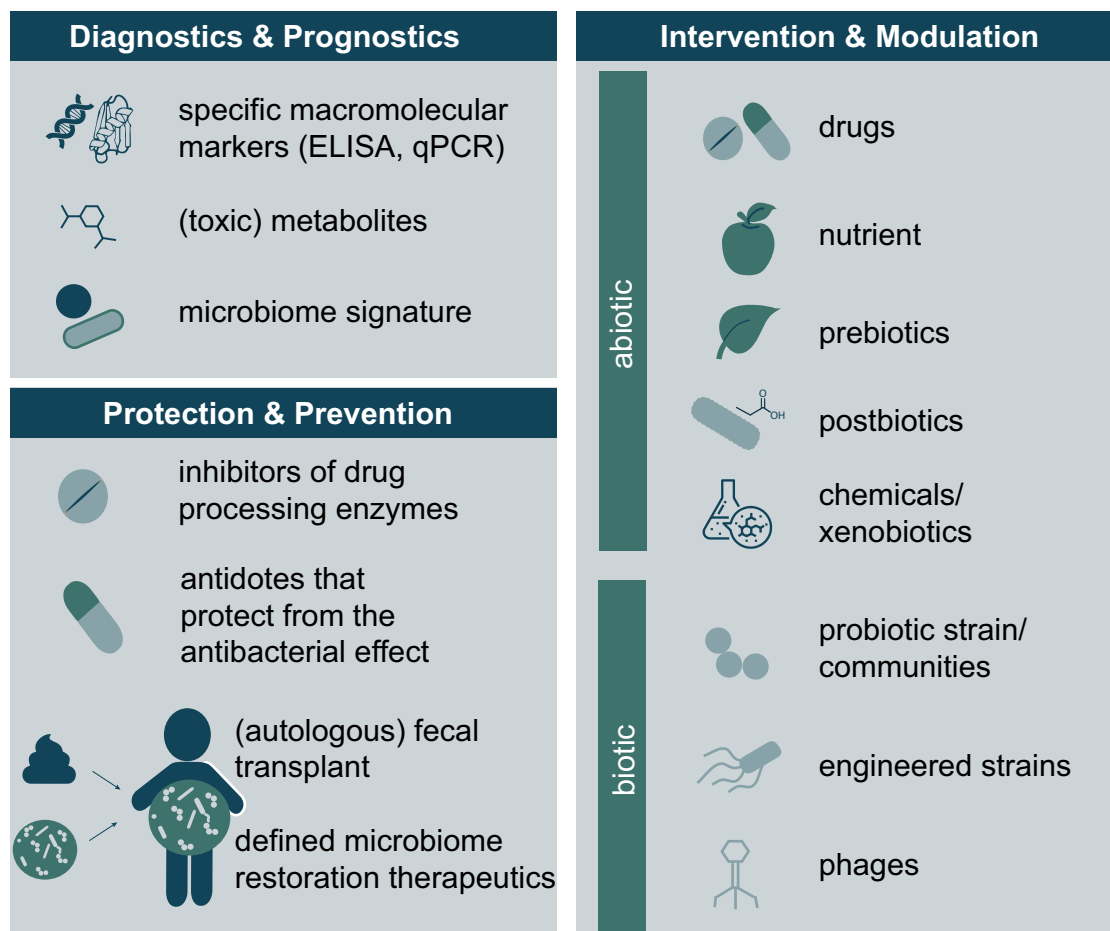 Diagnostics & Prognostics
specific macromolecular
markers (ELISA, qPCR)
(toxic) metabolites
microbiome signature
Protection & Prevention
inhibitors of drug
processing enzymes
antidotes that
protect from the
antibacterial effect
(autologous) fecal
transplant
defined microbiome
restoration therapeutics
Intervention & Modulation
abiotic
drugs
nutrient
prebiotics
O
OH
postbiotics
chemicals/
xenobiotics
biotic
probiotic strain/
communities
engineered strains
phages